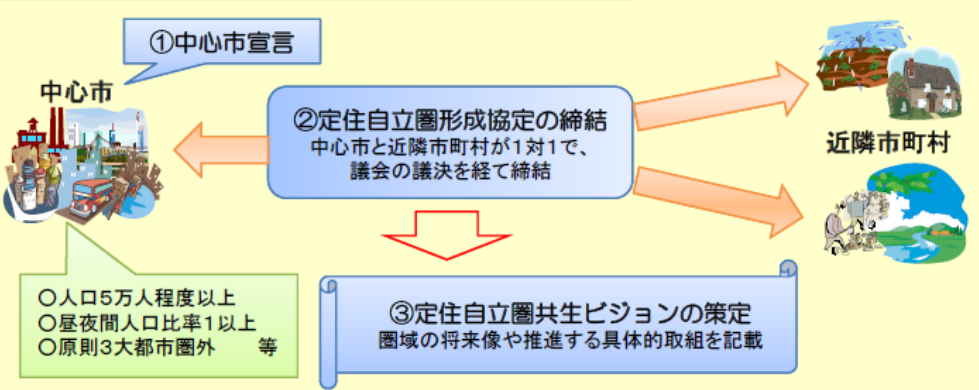 ①中心市宣言
中心市
②定住自立圏形成協定の締結
中心市と近隣市町村が1対1で、
議会の議決を経て締結
近隣市町村
○人口5万人程度以上
○昼夜間人口比率1以上
○原則3大都市圏外　等
③定住自立圏共生ビジョンの策定
圏域の将来像や推進する具体的取組を記載